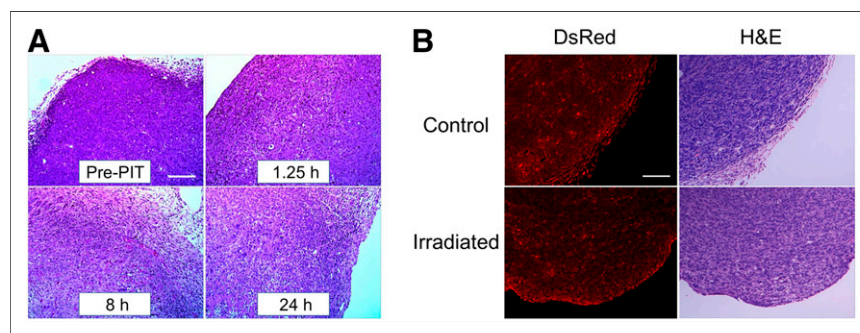 A
Pre-PIT
1.25 h
8 h
24 h
B
DsRed
H&E
Control
Irradiated